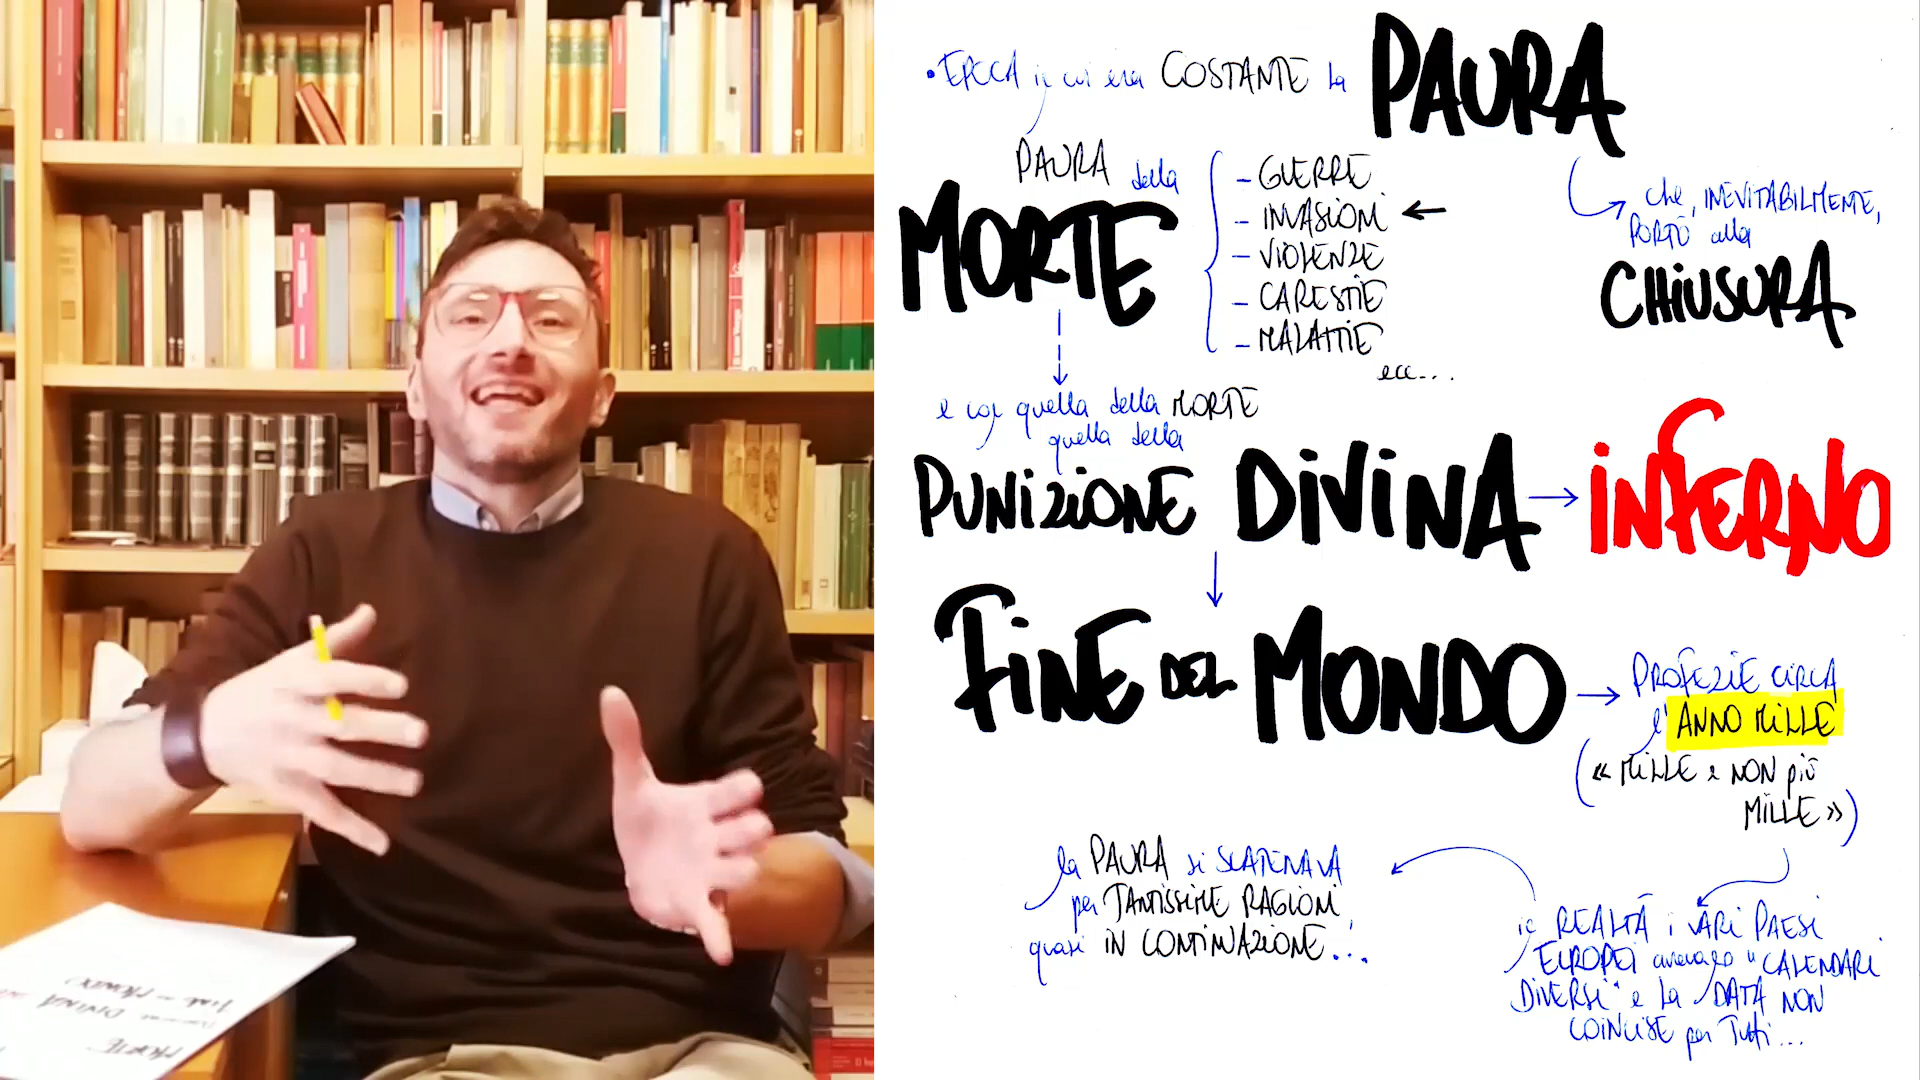 • EPOCA in cui era COSTANTE la PAURA
PAURA della
MORTE
- GUERRE
- INVASIONI
- VIOLENZE
- CARESTIE
- MALATTIE
ecc...
che, INEVITABILMENTE,
PORTÒ alla
CHIUSURA
e con quella della MORTE
quella della
PUNIZIONE DIVINA → INFERNO
FINE DEL MONDO
PROFEZIE CIRCA
l' ANNO MILLE
(« MILLE e NON più
MILLE »)
in REALTÀ i VARI PAESI
EUROPEI avevano "CALENDARI
DIVERSI" e la DATA NON
COINCISE per Tutti...
la PAURA si SCATENAVA
per TANTISSIME RAGIONI,
quasi IN CONTINUAZIONE...
MORTE
DIVINA